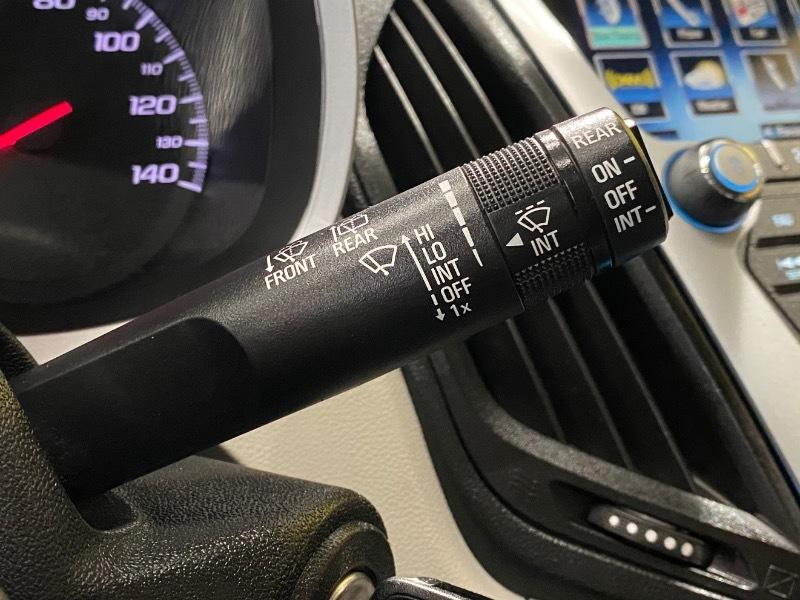 80
90
100
110
120
130
140
FRONT
REAR
HI
LO
INT
OFF
1x
INT
REAR
ON
OFF
INT